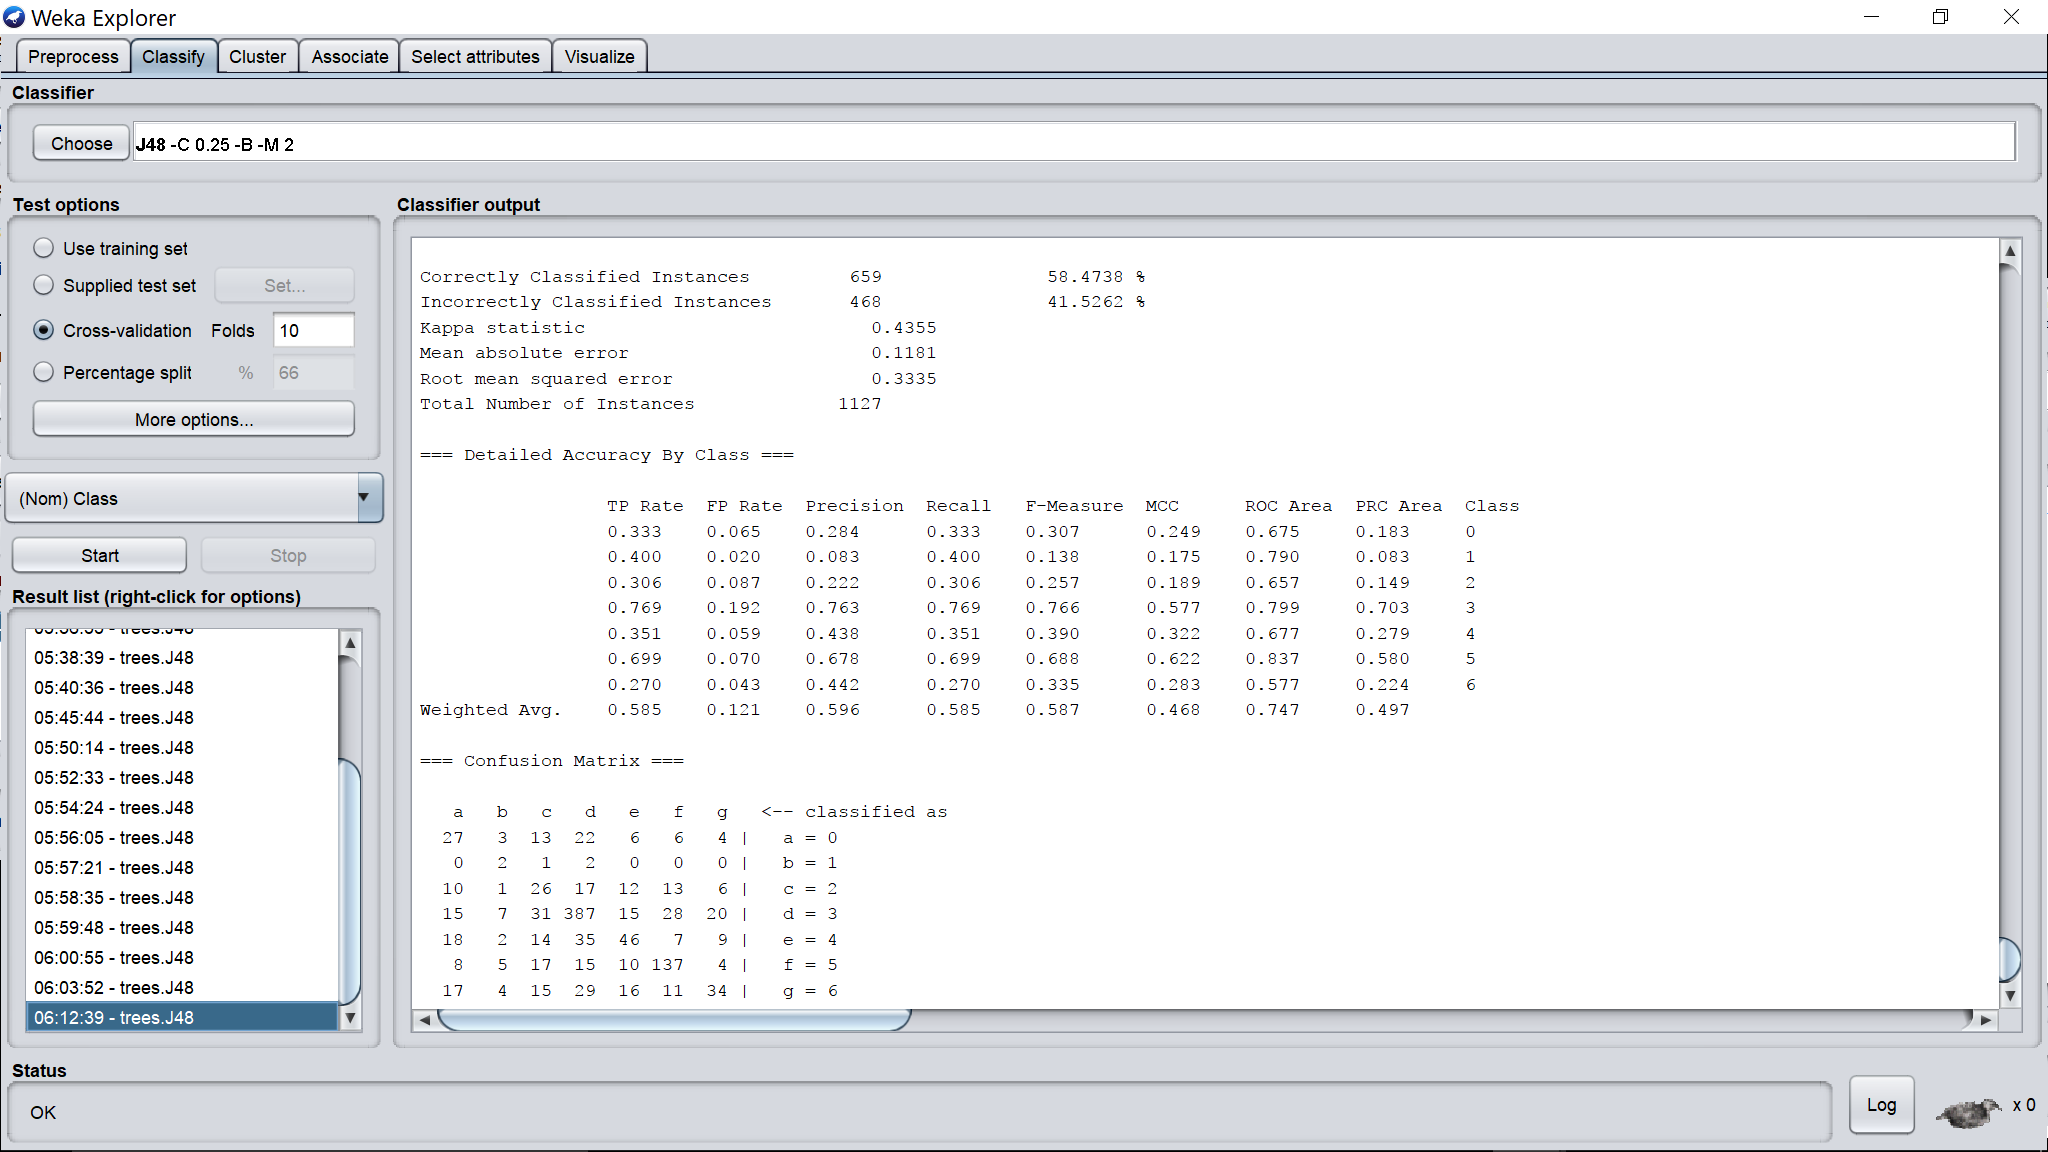 Weka Explorer
Preprocess Classify Cluster Associate Select attributes Visualize
Classifier
Choose J48 -C 0.25 -B -M 2
Test options
Use training set
Supplied test set Set...
Cross-validation Folds 10
Percentage split % 66
More options...
(Nom) Class
Start Stop
Result list (right-click for options)
05:38:39 - trees.J48
05:40:36 - trees.J48
05:45:44 - trees.J48
05:50:14 - trees.J48
05:52:33 - trees.J48
05:54:24 - trees.J48
05:56:05 - trees.J48
05:57:21 - trees.J48
05:58:35 - trees.J48
05:59:48 - trees.J48
06:00:55 - trees.J48
06:03:52 - trees.J48
06:12:39 - trees.J48
Classifier output
Correctly Classified Instances 659 58.4738 %
Incorrectly Classified Instances 468 41.5262 %
Kappa statistic 0.4355
Mean absolute error 0.1181
Root mean squared error 0.3335
Total Number of Instances 1127
=== Detailed Accuracy By Class ===
TP Rate FP Rate Precision Recall F-Measure MCC ROC Area PRC Area Class
0.333 0.065 0.284 0.333 0.307 0.249 0.675 0.183 0
0.400 0.020 0.083 0.400 0.138 0.175 0.790 0.083 1
0.306 0.087 0.222 0.306 0.257 0.189 0.657 0.149 2
0.769 0.192 0.763 0.769 0.766 0.577 0.799 0.703 3
0.351 0.059 0.438 0.351 0.390 0.322 0.677 0.279 4
0.699 0.070 0.678 0.699 0.688 0.622 0.837 0.580 5
0.270 0.043 0.442 0.270 0.335 0.283 0.577 0.224 6
Weighted Avg. 0.585 0.121 0.596 0.585 0.587 0.468 0.747 0.497
=== Confusion Matrix ===
a b c d e f g <-- classified as
27 3 13 22 6 6 4 | a = 0
0 2 1 2 0 0 0 | b = 1
10 1 26 17 12 13 6 | c = 2
15 7 31 387 15 28 20 | d = 3
18 2 14 35 46 7 9 | e = 4
8 5 17 15 10 137 4 | f = 5
17 4 15 29 16 11 34 | g = 6
Status
OK
Log
x 0